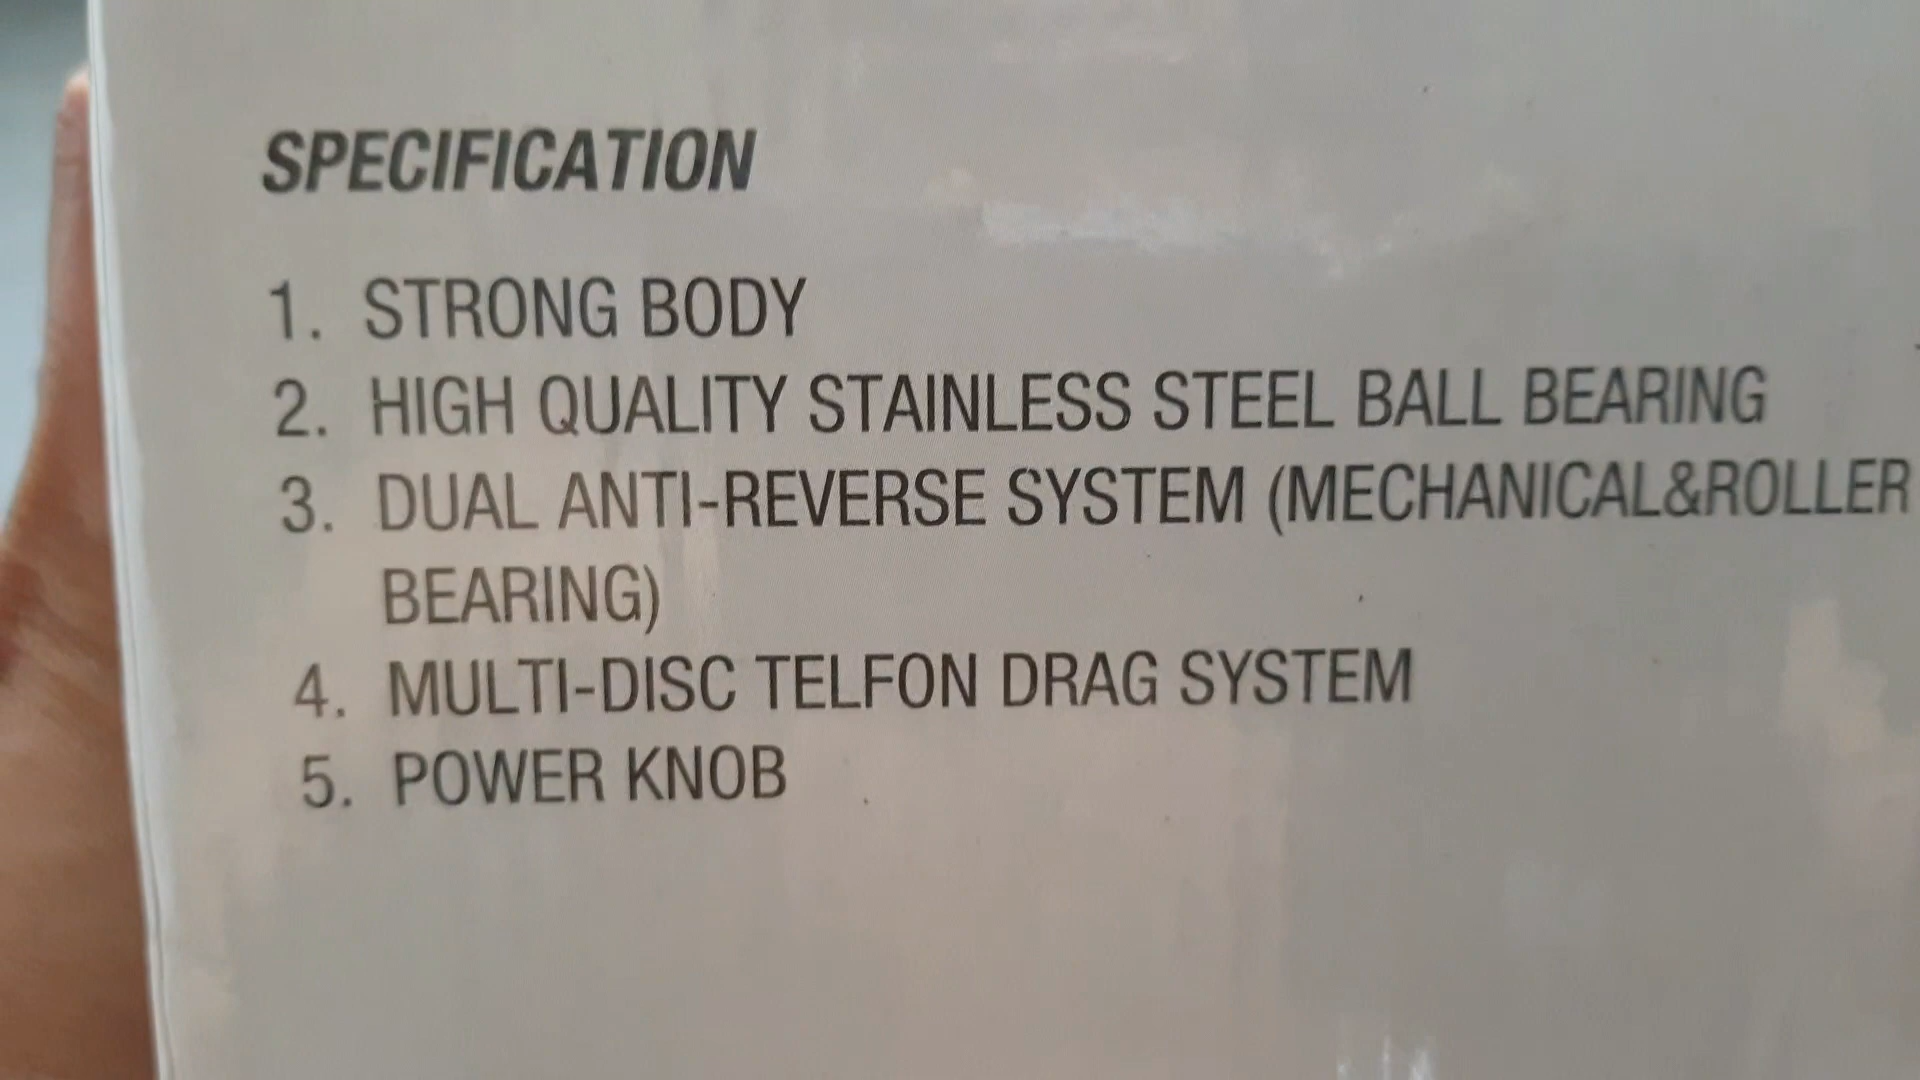 SPECIFICATION
1. STRONG BODY
2. HIGH QUALITY STAINLESS STEEL BALL BEARING
3. DUAL ANTI-REVERSE SYSTEM (MECHANICAL&ROLLER
BEARING)
4. MULTI-DISC TELFON DRAG SYSTEM
5. POWER KNOB